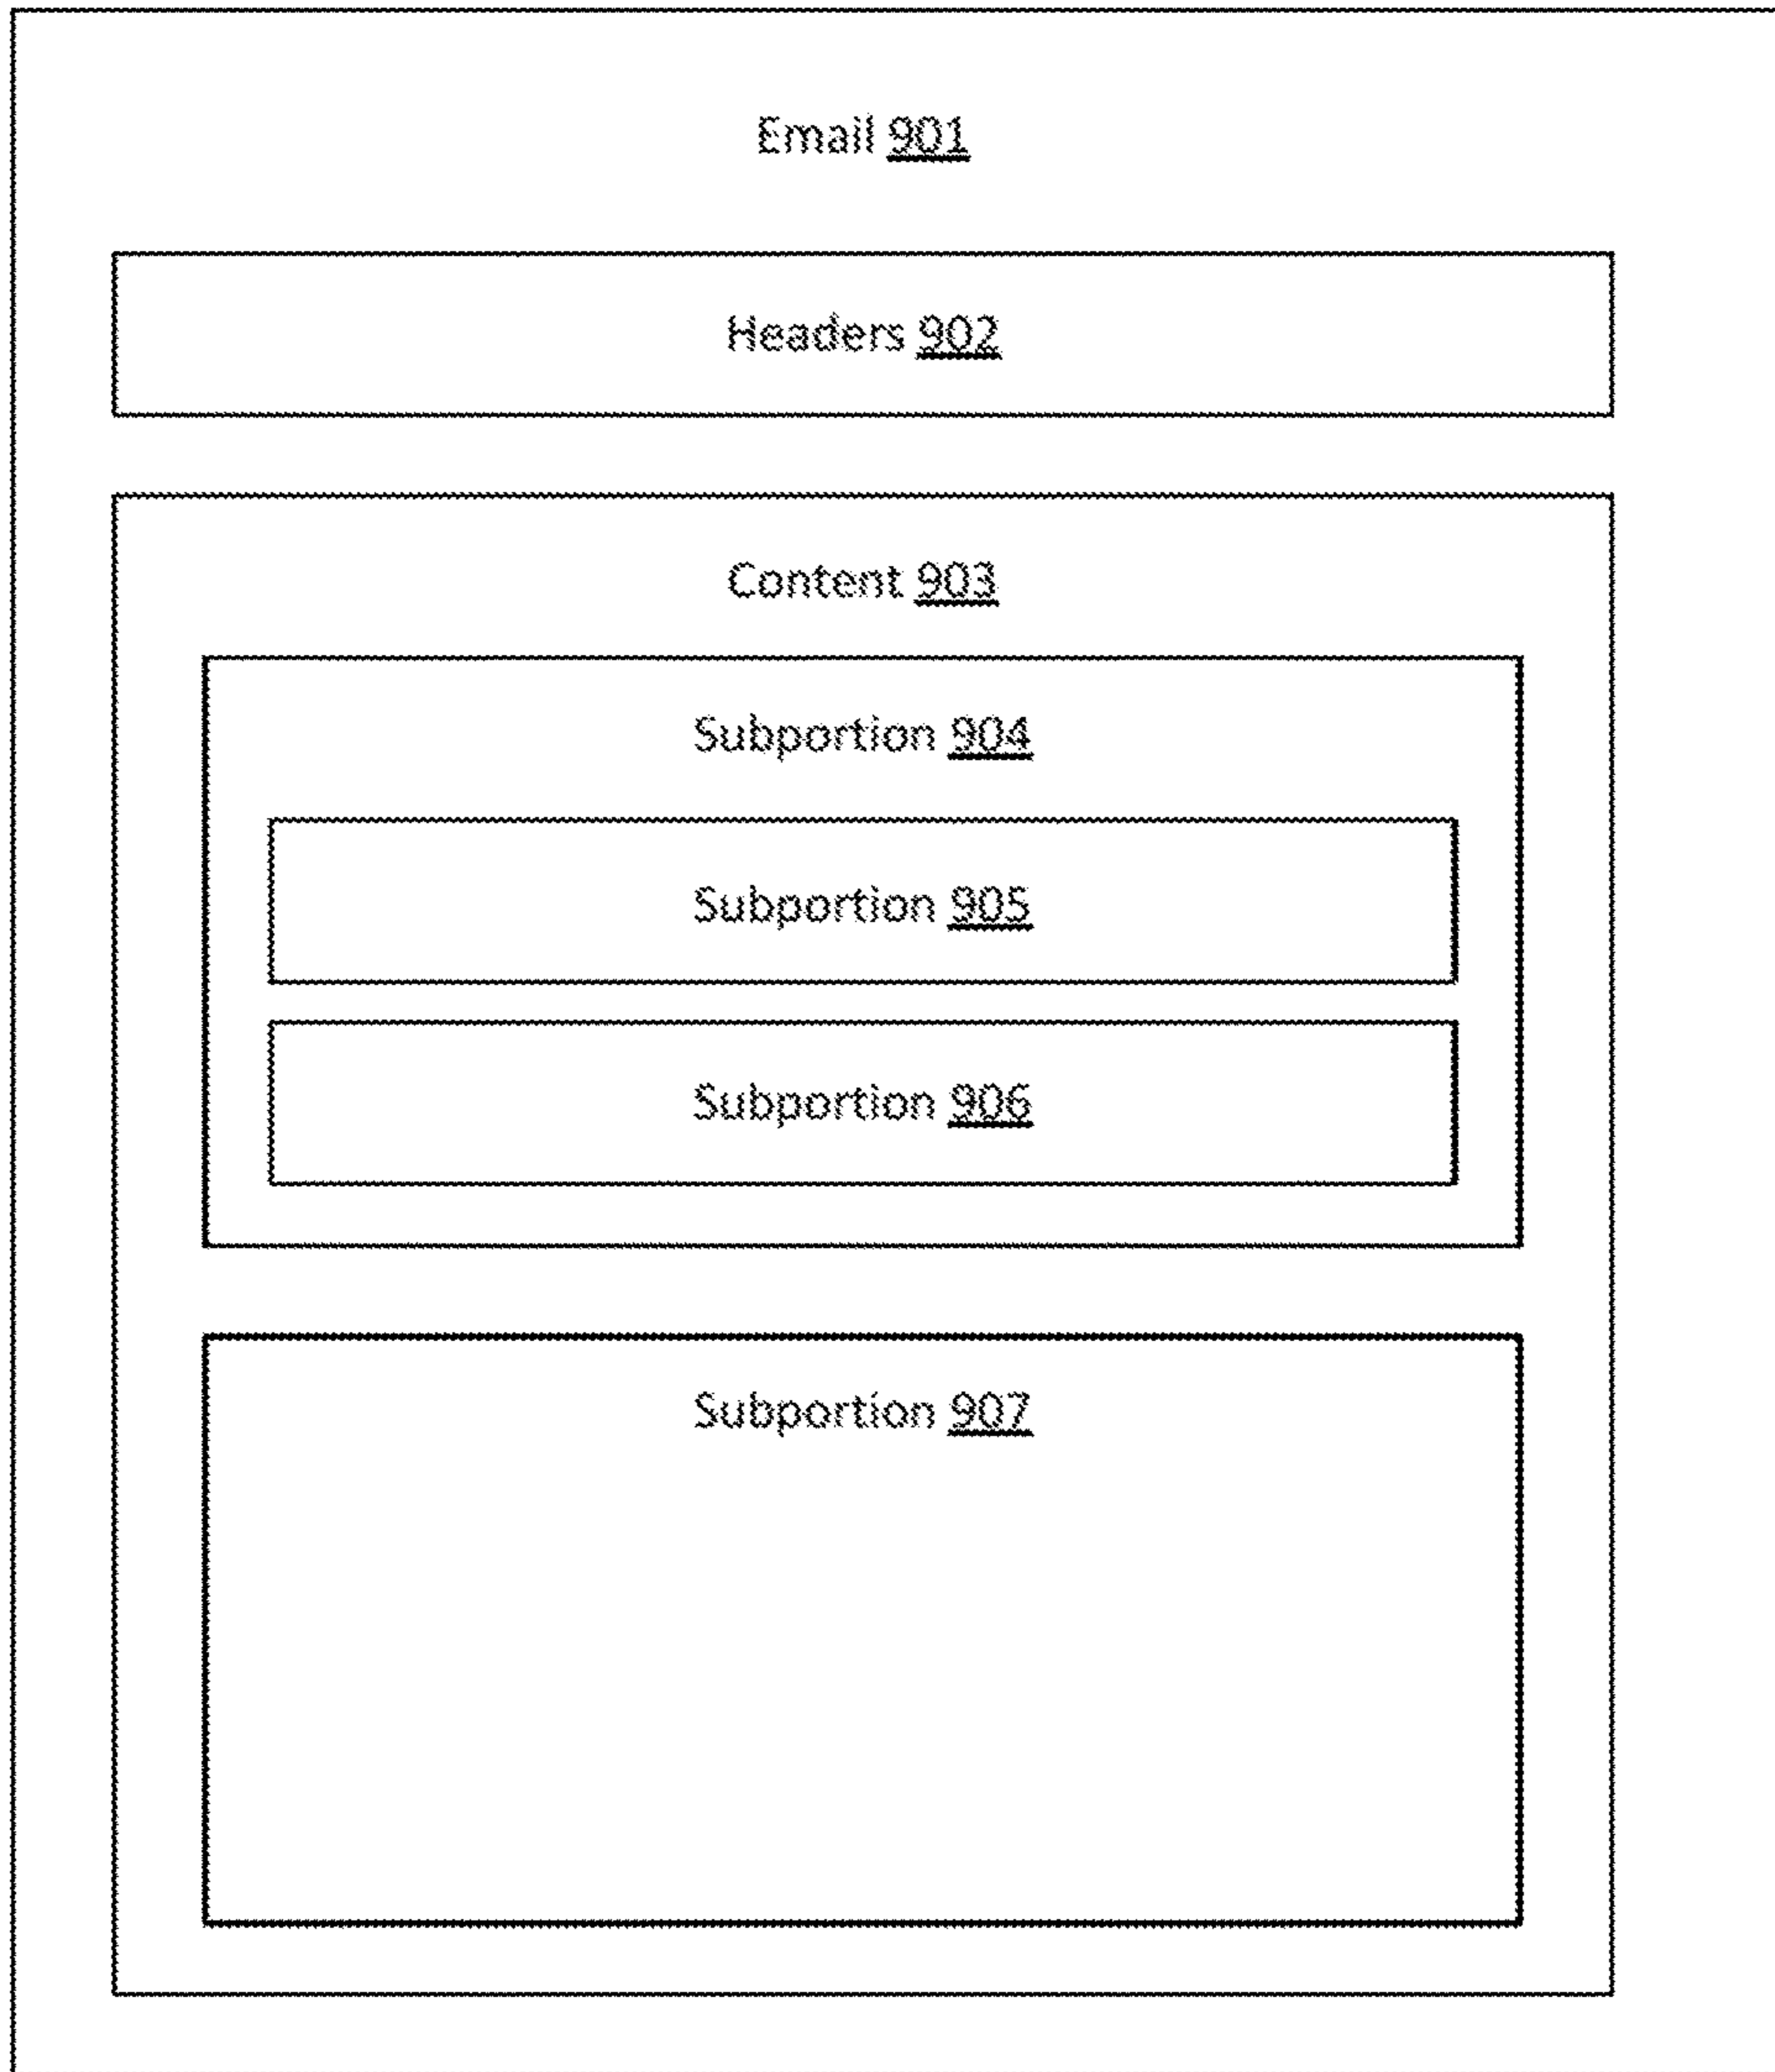 Email 901
Headers 902
Content 903
Subportion 904
Subportion 905
Subportion 906
Subportion 907